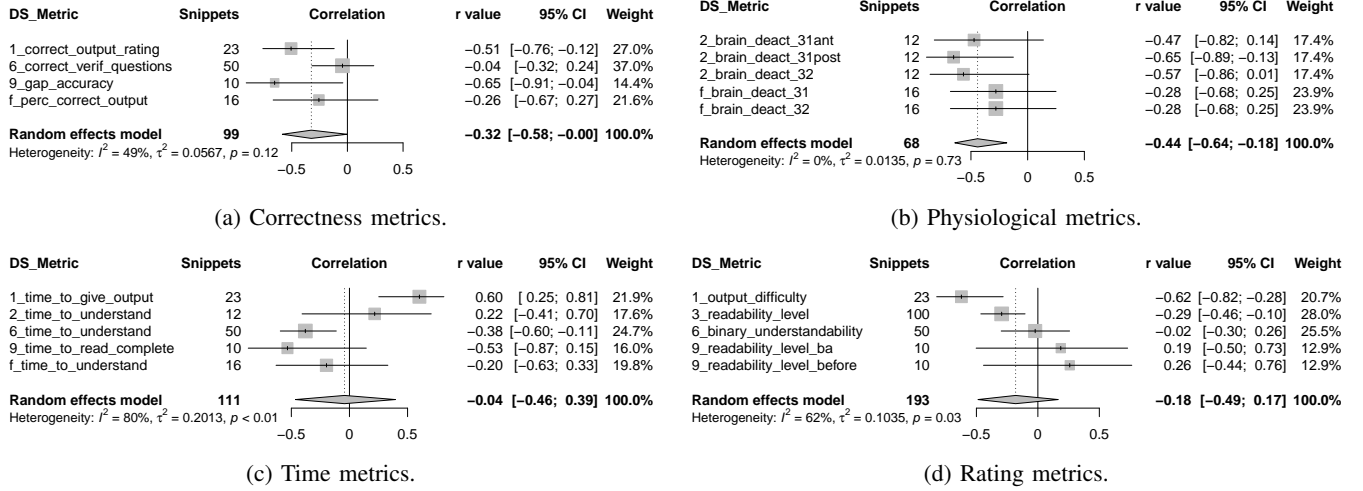 DS_Metric Snippets Correlation r value 95% CI Weight
1_correct_output_rating 23 −0.51 [−0.76; −0.12] 27.0%
6_correct_verif_questions 50 −0.04 [−0.32; 0.24] 37.0%
9_gap_accuracy 10 −0.65 [−0.91; −0.04] 14.4%
f_perc_correct_output 16 −0.26 [−0.67; 0.27] 21.6%
Random effects model 99 −0.32 [−0.58; −0.00] 100.0%
Heterogeneity: I² = 49%, τ² = 0.0567, p = 0.12
−0.5 0 0.5
(a) Correctness metrics.
DS_Metric Snippets Correlation r value 95% CI Weight
2_brain_deact_31ant 12 −0.47 [−0.82; 0.14] 17.4%
2_brain_deact_31post 12 −0.65 [−0.89; −0.13] 17.4%
2_brain_deact_32 12 −0.57 [−0.86; 0.01] 17.4%
f_brain_deact_31 16 −0.28 [−0.68; 0.25] 23.9%
f_brain_deact_32 16 −0.28 [−0.68; 0.25] 23.9%
Random effects model 68 −0.44 [−0.64; −0.18] 100.0%
Heterogeneity: I² = 0%, τ² = 0.0135, p = 0.73
−0.5 0 0.5
(b) Physiological metrics.
DS_Metric Snippets Correlation r value 95% CI Weight
1_time_to_give_output 23 0.60 [ 0.25; 0.81] 21.9%
2_time_to_understand 12 0.22 [−0.41; 0.70] 17.6%
6_time_to_understand 50 −0.38 [−0.60; −0.11] 24.7%
9_time_to_read_complete 10 −0.53 [−0.87; 0.15] 16.0%
f_time_to_understand 16 −0.20 [−0.63; 0.33] 19.8%
Random effects model 111 −0.04 [−0.46; 0.39] 100.0%
Heterogeneity: I² = 80%, τ² = 0.2013, p < 0.01
−0.5 0 0.5
(c) Time metrics.
DS_Metric Snippets Correlation r value 95% CI Weight
1_output_difficulty 23 −0.62 [−0.82; −0.28] 20.7%
3_readability_level 100 −0.29 [−0.46; −0.10] 28.0%
6_binary_understandability 50 −0.02 [−0.30; 0.26] 25.5%
9_readability_level_ba 10 0.19 [−0.50; 0.73] 12.9%
9_readability_level_before 10 0.26 [−0.44; 0.76] 12.9%
Random effects model 193 −0.18 [−0.49; 0.17] 100.0%
Heterogeneity: I² = 62%, τ² = 0.1035, p = 0.03
−0.5 0 0.5
(d) Rating metrics.